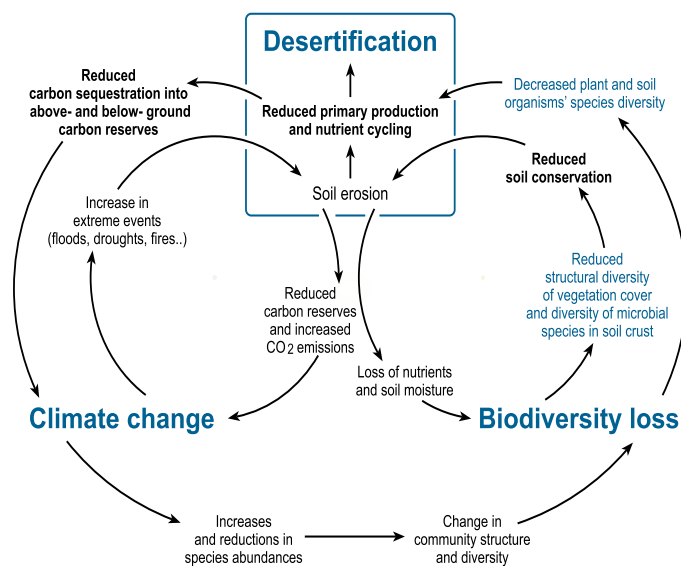 Desertification
Reduced
carbon sequestration into
above- and below- ground
carbon reserves
Reduced primary production
and nutrient cycling
Decreased plant and soil
organisms' species diversity
Soil erosion
Reduced
soil conservation
Increase in
extreme events
(floods, droughts, fires..)
Reduced
carbon reserves
and increased
CO2 emissions
Reduced
structural diversity
of vegetation cover
and diversity of microbial
species in soil crust
Loss of nutrients
and soil moisture
Climate change
Biodiversity loss
Increases
and reductions in
species abundances
Change in
community structure
and diversity